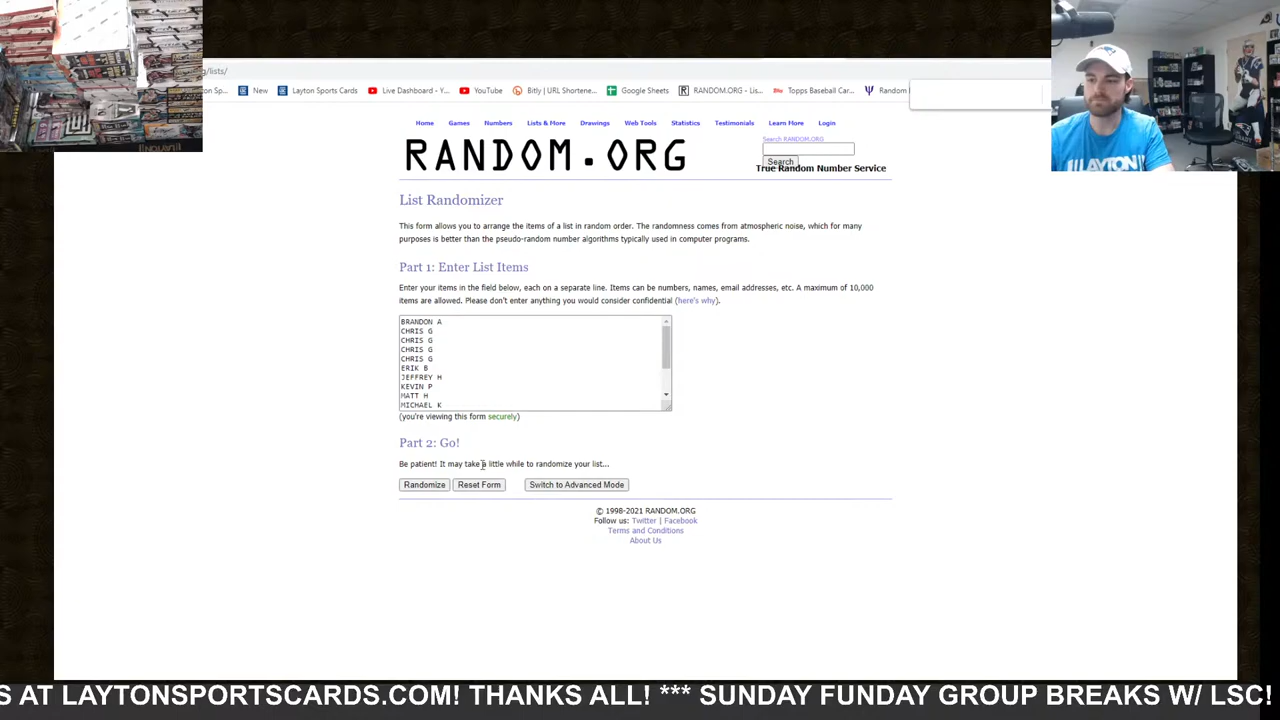 g/lists/
Sp...
New
Layton Sports Cards
Live Dashboard - Y...
YouTube
Bitly | URL Shortene...
Google Sheets
RANDOM.ORG - Lis...
Topps Baseball Car...
Random
Home Games Numbers Lists & More Drawings Web Tools Statistics Testimonials Learn More Login
RANDOM.ORG
Search RANDOM.ORG
Search
True Random Number Service
List Randomizer
This form allows you to arrange the items of a list in random order. The randomness comes from atmospheric noise, which for many
purposes is better than the pseudo-random number algorithms typically used in computer programs.
Part 1: Enter List Items
Enter your items in the field below, each on a separate line. Items can be numbers, names, email addresses, etc. A maximum of 10,000
items are allowed. Please don't enter anything you would consider confidential (here's why).
BRANDON A
CHRIS G
CHRIS G
CHRIS G
CHRIS G
ERIK B
JEFFREY H
KEVIN P
MATT H
MICHAEL K
(you're viewing this form securely)
Part 2: Go!
Be patient! It may take a little while to randomize your list...
Randomize Reset Form Switch to Advanced Mode
© 1998-2021 RANDOM.ORG
Follow us: Twitter | Facebook
Terms and Conditions
About Us
LAYTON
S AT LAYTONSPORTSCARDS.COM! THANKS ALL! *** SUNDAY FUNDAY GROUP BREAKS W/ LSC!